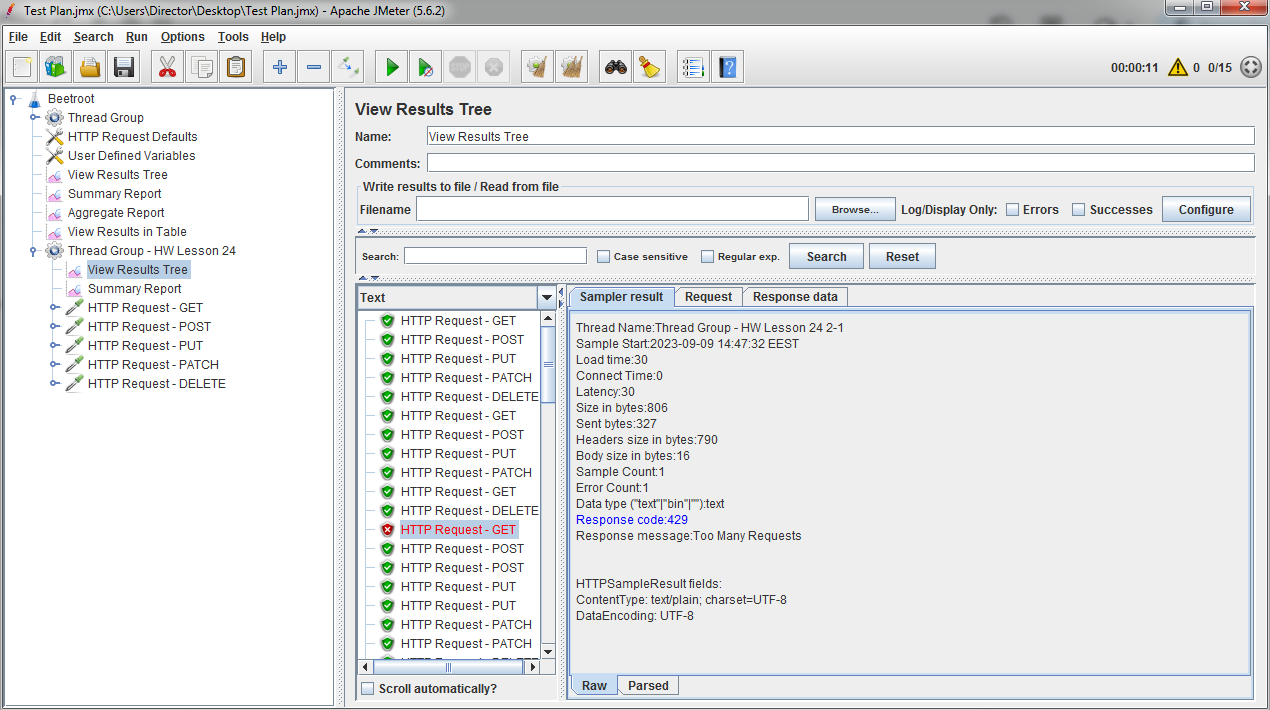 Test Plan.jmx (C:\Users\Director\Desktop\Test Plan.jmx) - Apache JMeter (5.6.2)
File Edit Search Run Options Tools Help
00:00:11 0 0/15
Beetroot
Thread Group
HTTP Request Defaults
User Defined Variables
View Results Tree
Summary Report
Aggregate Report
View Results in Table
Thread Group - HW Lesson 24
View Results Tree
Summary Report
HTTP Request - GET
HTTP Request - POST
HTTP Request - PUT
HTTP Request - PATCH
HTTP Request - DELETE
View Results Tree
Name: View Results Tree
Comments:
Write results to file / Read from file
Filename Browse... Log/Display Only: Errors Successes Configure
Search: Case sensitive Regular exp. Search Reset
Text
HTTP Request - GET
HTTP Request - POST
HTTP Request - PUT
HTTP Request - PATCH
HTTP Request - DELETE
HTTP Request - GET
HTTP Request - POST
HTTP Request - PUT
HTTP Request - PATCH
HTTP Request - GET
HTTP Request - DELETE
HTTP Request - GET
HTTP Request - POST
HTTP Request - POST
HTTP Request - PUT
HTTP Request - PUT
HTTP Request - PATCH
HTTP Request - PATCH
Scroll automatically?
Sampler result Request Response data
Thread Name:Thread Group - HW Lesson 24 2-1
Sample Start:2023-09-09 14:47:32 EEST
Load time:30
Connect Time:0
Latency:30
Size in bytes:806
Sent bytes:327
Headers size in bytes:790
Body size in bytes:16
Sample Count:1
Error Count:1
Data type ("text"|"bin"|""):text
Response code:429
Response message:Too Many Requests
HTTPSampleResult fields:
ContentType: text/plain; charset=UTF-8
DataEncoding: UTF-8
Raw Parsed